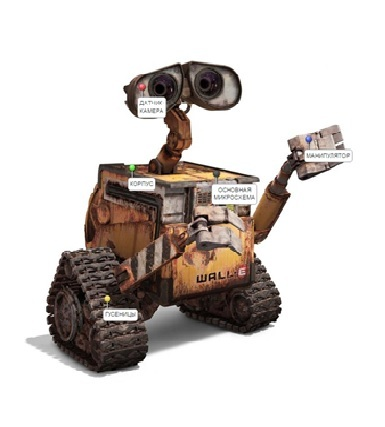 ДАТЧИК
КАМЕРА
МАНИПУЛЯТОР
КОРПУС
ОСНОВНАЯ
МИКРОСХЕМА
WALL·E
ГУСЕНИЦЫ